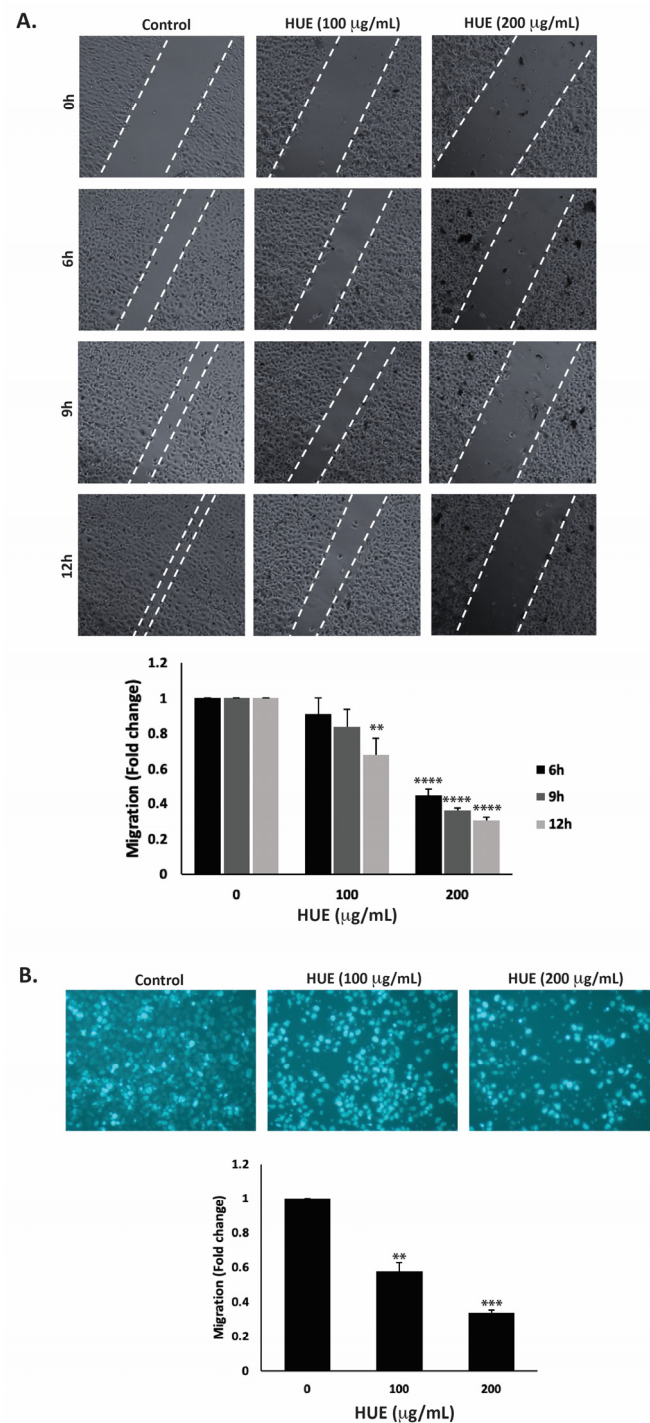 A.
Control HUE (100 μg/mL) HUE (200 μg/mL)
0h
6h
9h
12h
1.2
1
0.8
0.6
0.4
0.2
0
Migration (Fold change)
**
**** **** ****
6h
9h
12h
0 100 200
HUE (μg/mL)
B.
Control HUE (100 μg/mL) HUE (200 μg/mL)
1.2
1
0.8
0.6
0.4
0.2
0
Migration (Fold change)
**
***
0 100 200
HUE (μg/mL)